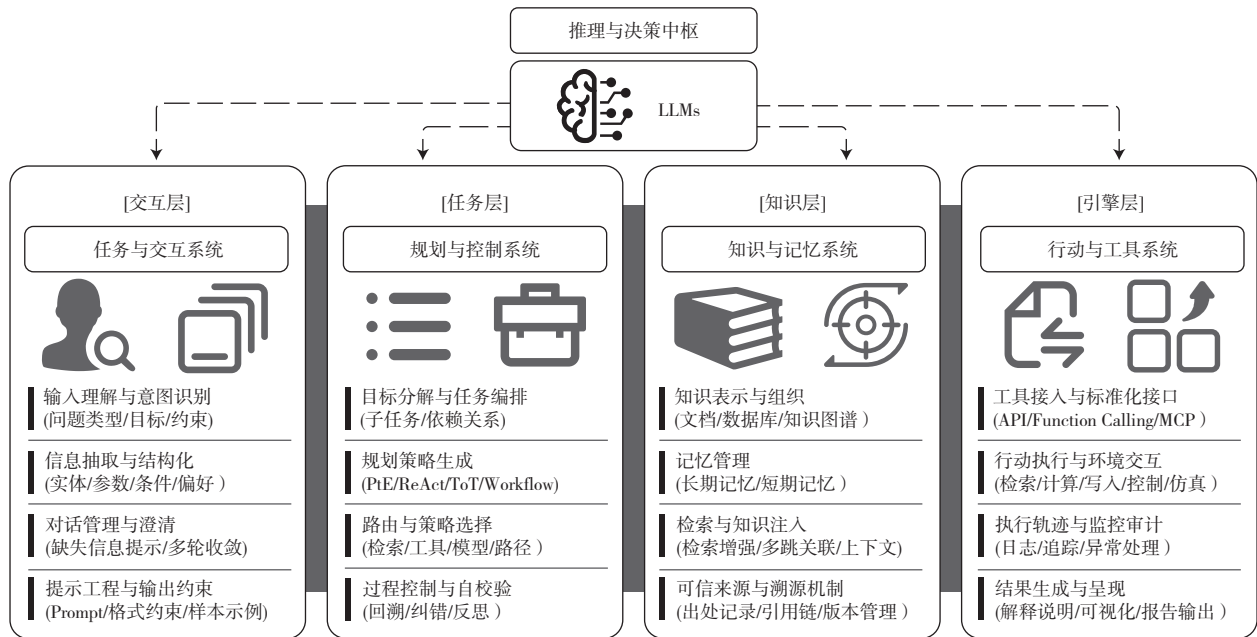 推理与决策中枢
LLMs
[交互层]
任务与交互系统
输入理解与意图识别
(问题类型/目标/约束)
信息抽取与结构化
(实体/参数/条件/偏好)
对话管理与澄清
(缺失信息提示/多轮收敛)
提示工程与输出约束
(Prompt/格式约束/样本示例)
[任务层]
规划与控制系统
目标分解与任务编排
(子任务/依赖关系)
规划策略生成
(PtE/ReAct/ToT/Workflow)
路由与策略选择
(检索/工具/模型/路径)
过程控制与自校验
(回溯/纠错/反思)
[知识层]
知识与记忆系统
知识表示与组织
(文档/数据库/知识图谱)
记忆管理
(长期记忆/短期记忆)
检索与知识注入
(检索增强/多跳关联/上下文)
可信来源与溯源机制
(出处记录/引用链/版本管理)
[引擎层]
行动与工具系统
工具接入与标准化接口
(API/Function Calling/MCP)
行动执行与环境交互
(检索/计算/写入/控制/仿真)
执行轨迹与监控审计
(日志/追踪/异常处理)
结果生成与呈现
(解释说明/可视化/报告输出)